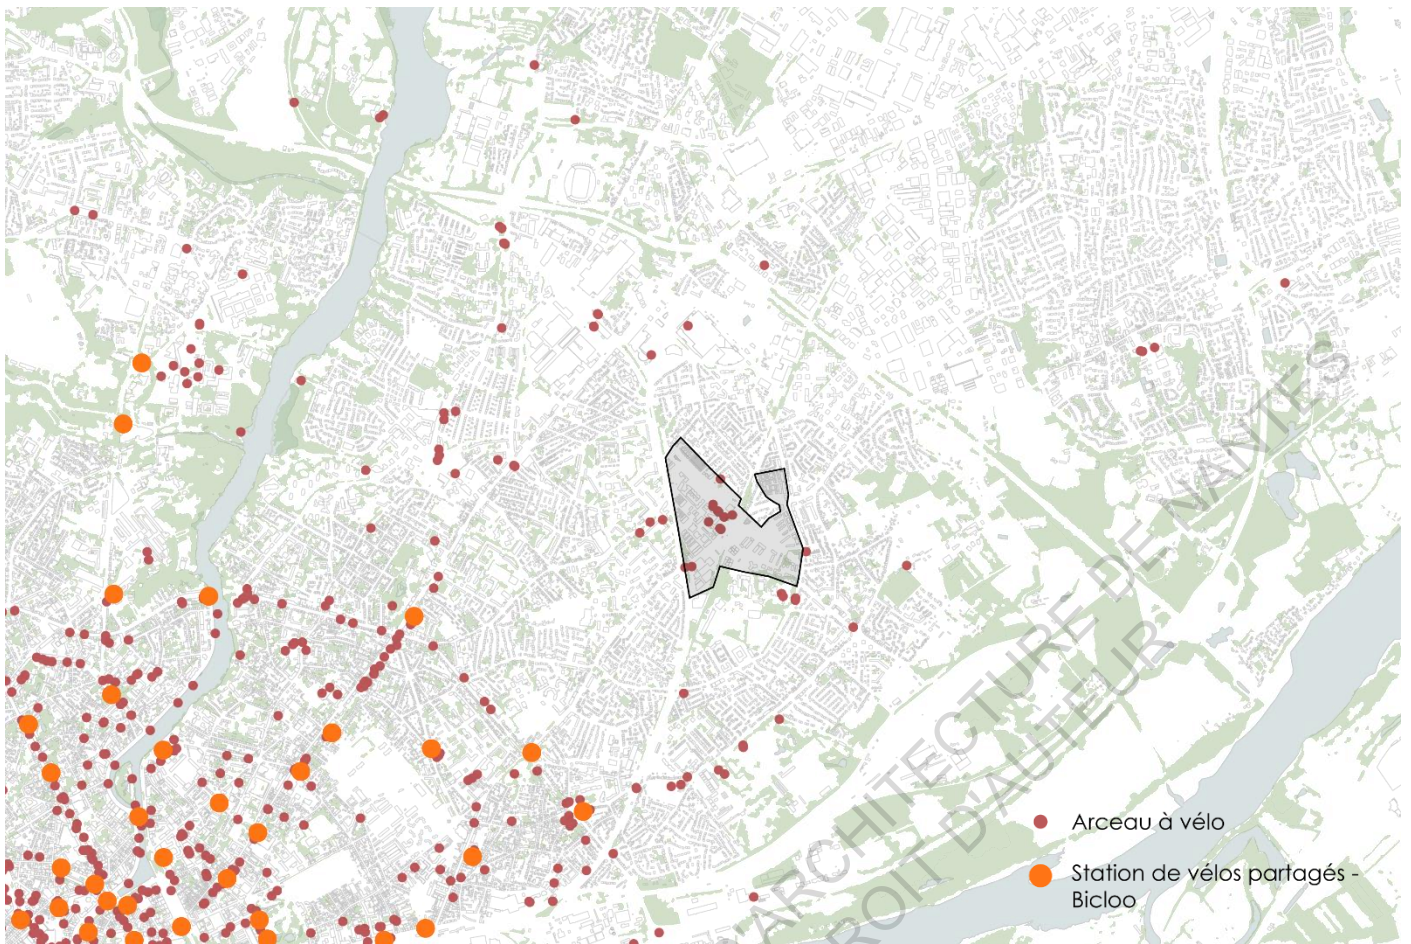 Arceau à vélo
Station de vélos partagés -
Bicloo
ARCHITECTURE DE NANTES
DROIT D'AUTEUR